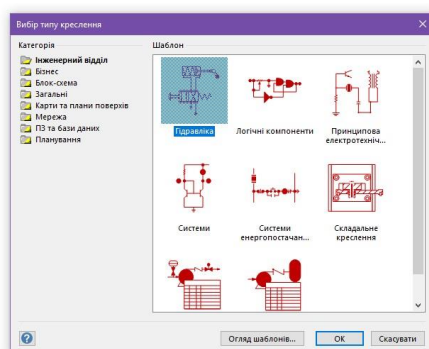 Вибір типу креслення
Категорія
Інженерний відділ
Бізнес
Блок-схема
Загальні
Карти та плани поверхів
Мережа
ПЗ та бази даних
Планування
Шаблон
Гідравліка
Логічні компоненти
Принципова
електротехніч...
Системи
Системи
енергопостачан...
Складальне
креслення
Огляд шаблонів...
OK
Скасувати